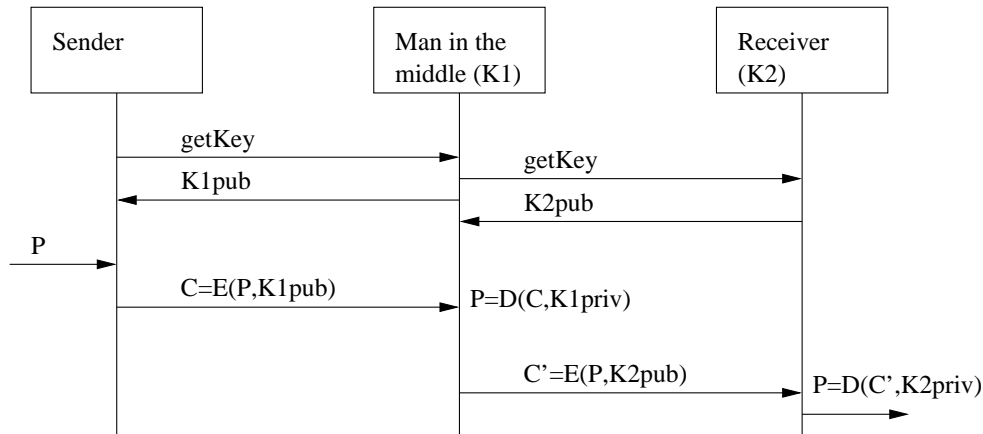 Sender
Man in the
middle (K1)
Receiver
(K2)
getKey
getKey
K1pub
K2pub
P
C=E(P,K1pub)
P=D(C,K1priv)
C’=E(P,K2pub)
P=D(C’,K2priv)